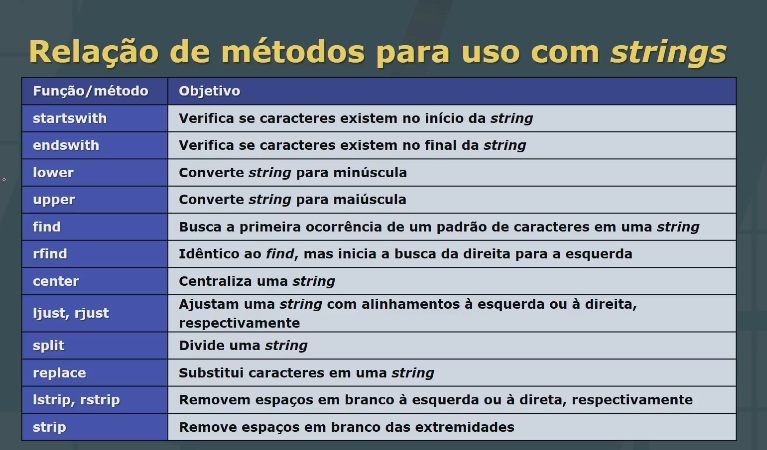 Relação de métodos para uso com strings
Função/método Objetivo
startswith Verifica se caracteres existem no início da string
endswith Verifica se caracteres existem no final da string
lower Converte string para minúscula
upper Converte string para maiúscula
find Busca a primeira ocorrência de um padrão de caracteres em uma string
rfind Idêntico ao find, mas inicia a busca da direita para a esquerda
center Centraliza uma string
ljust, rjust Ajustam uma string com alinhamentos à esquerda ou à direita,
respectivamente
split Divide uma string
replace Substitui caracteres em uma string
lstrip, rstrip Removem espaços em branco à esquerda ou à direta, respectivamente
strip Remove espaços em branco das extremidades